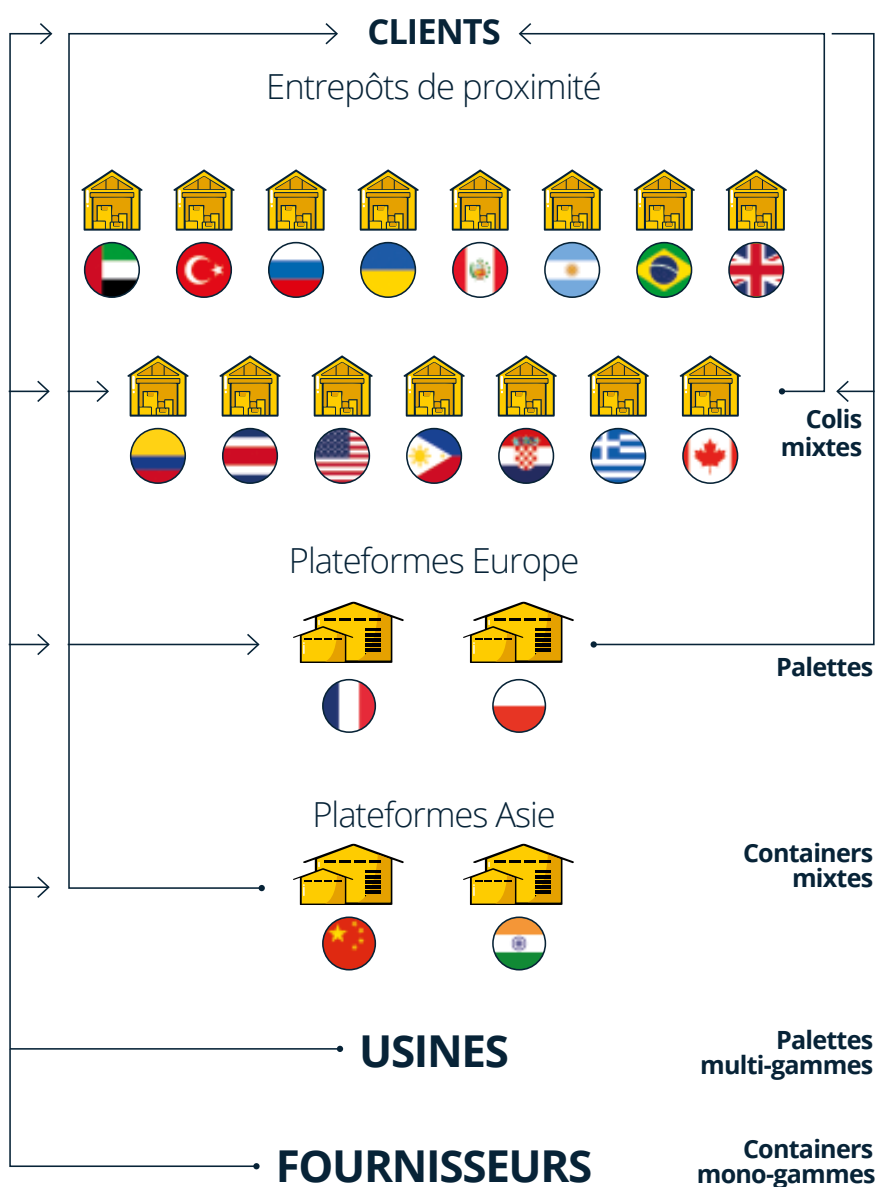 CLIENTS
Entrepôts de proximité
Colis
mixtes
Plateformes Europe
Palettes
Plateformes Asie
Containers
mixtes
USINES
Palettes
multi-gammes
FOURNISSEURS
Containers
mono-gammes